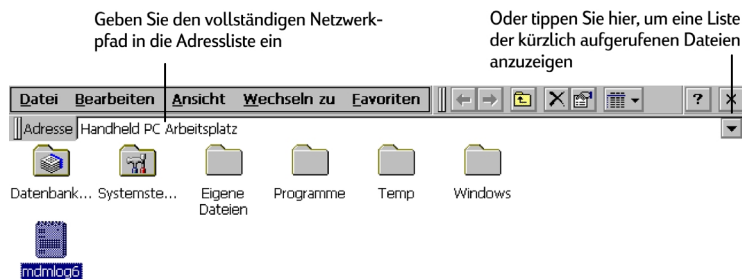 Geben Sie den vollständigen Netzwerk-
pfad in die Adressliste ein
Oder tippen Sie hier, um eine Liste
der kürzlich aufgerufenen Dateien
anzuzeigen
Datei Bearbeiten Ansicht Wechseln zu Favoriten ? ×
Adresse Handheld PC Arbeitsplatz
Datenbank... Systemste... Eigene Dateien Programme Temp Windows
mdmlog6